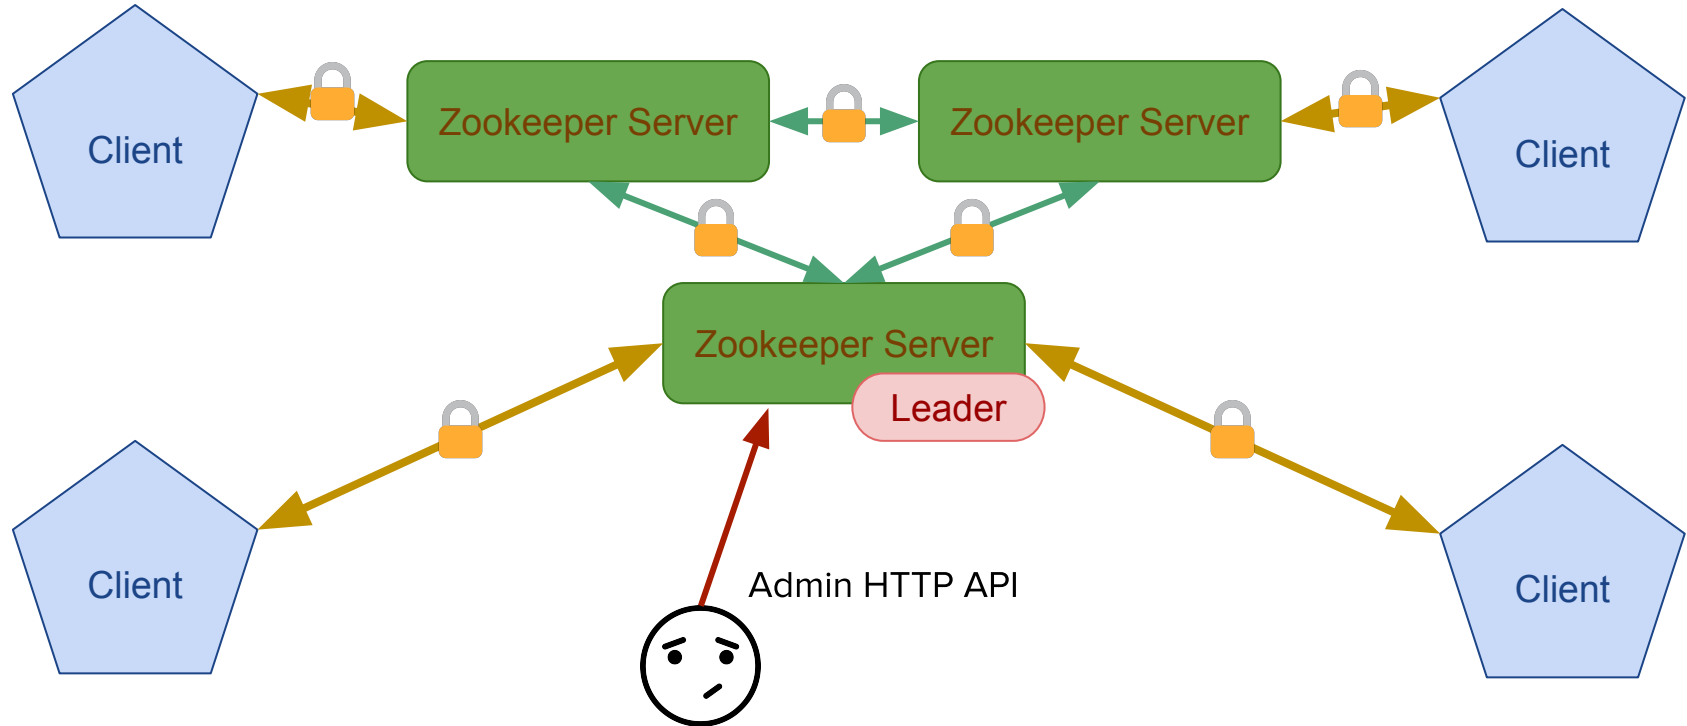 Client
Zookeeper Server
Zookeeper Server
Client
Zookeeper Server
Leader
Client
Admin HTTP API
Client